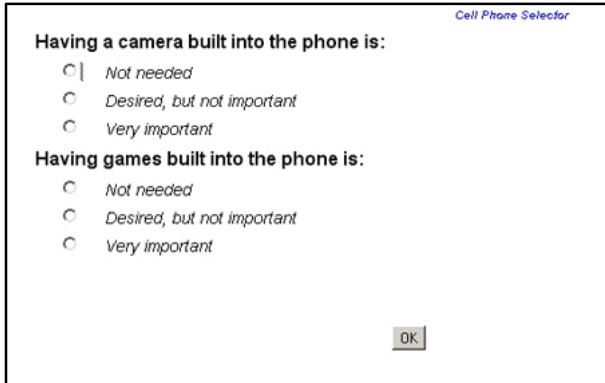 Cell Phone Selector
Having a camera built into the phone is:
Not needed
Desired, but not important
Very important
Having games built into the phone is:
Not needed
Desired, but not important
Very important
OK